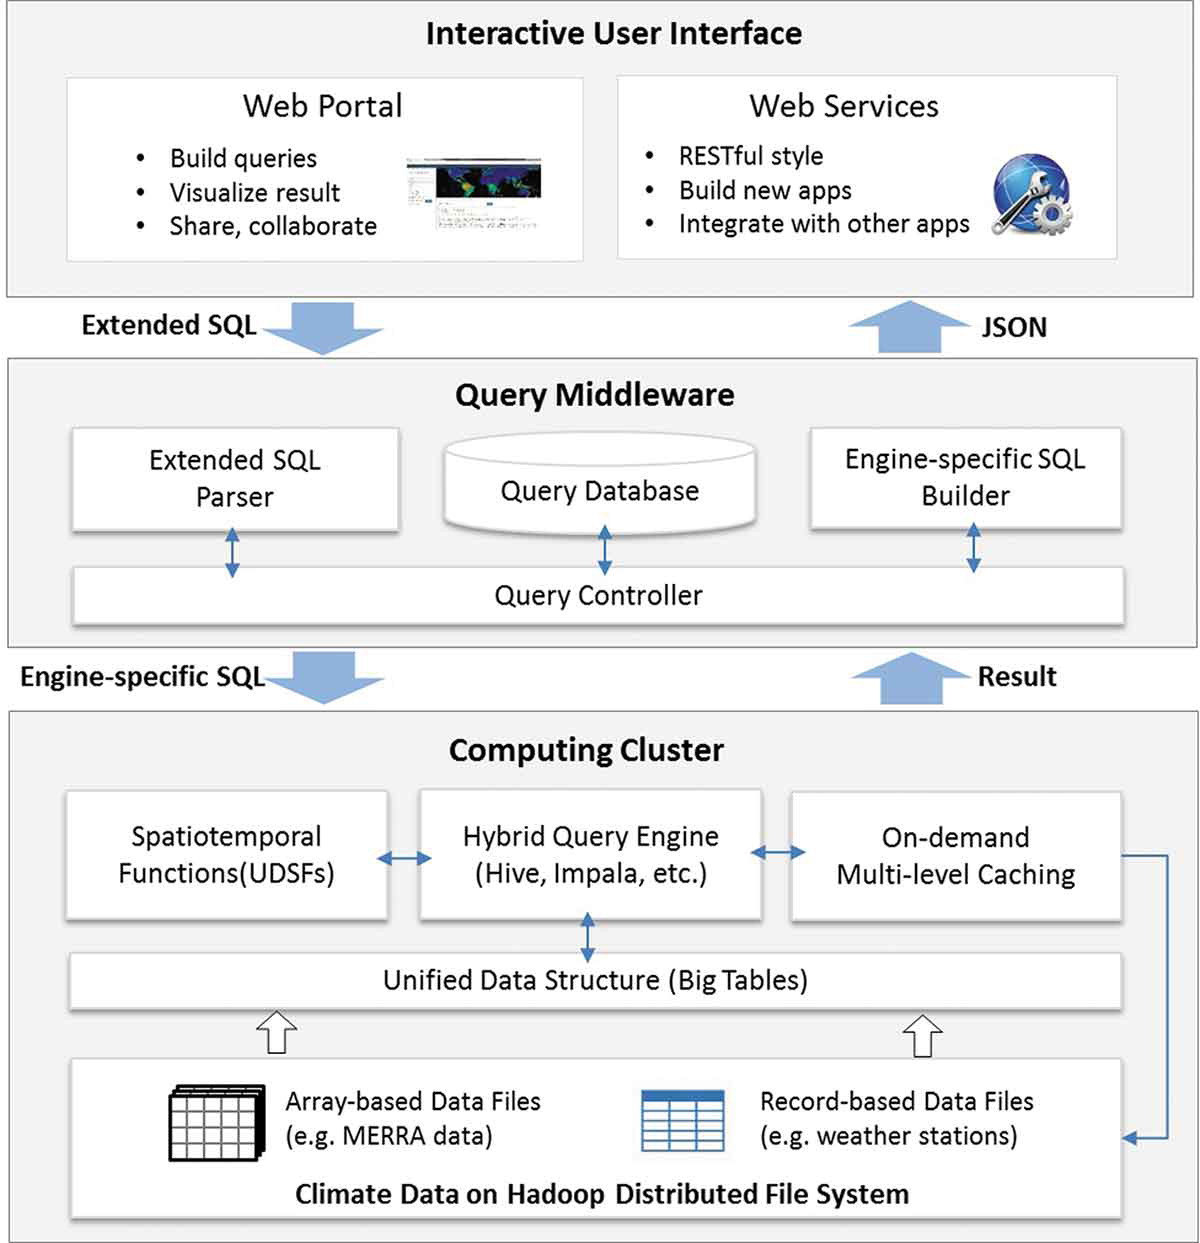 Interactive User Interface
Web Portal
• Build queries
• Visualize result
• Share, collaborate
Web Services
• RESTful style
• Build new apps
• Integrate with other apps
Extended SQL
JSON
Query Middleware
Extended SQL
Parser
Query Database
Engine-specific SQL
Builder
Query Controller
Engine-specific SQL
Result
Computing Cluster
Spatiotemporal
Functions(UDSFs)
Hybrid Query Engine
(Hive, Impala, etc.)
On-demand
Multi-level Caching
Unified Data Structure (Big Tables)
Array-based Data Files
(e.g. MERRA data)
Record-based Data Files
(e.g. weather stations)
Climate Data on Hadoop Distributed File System